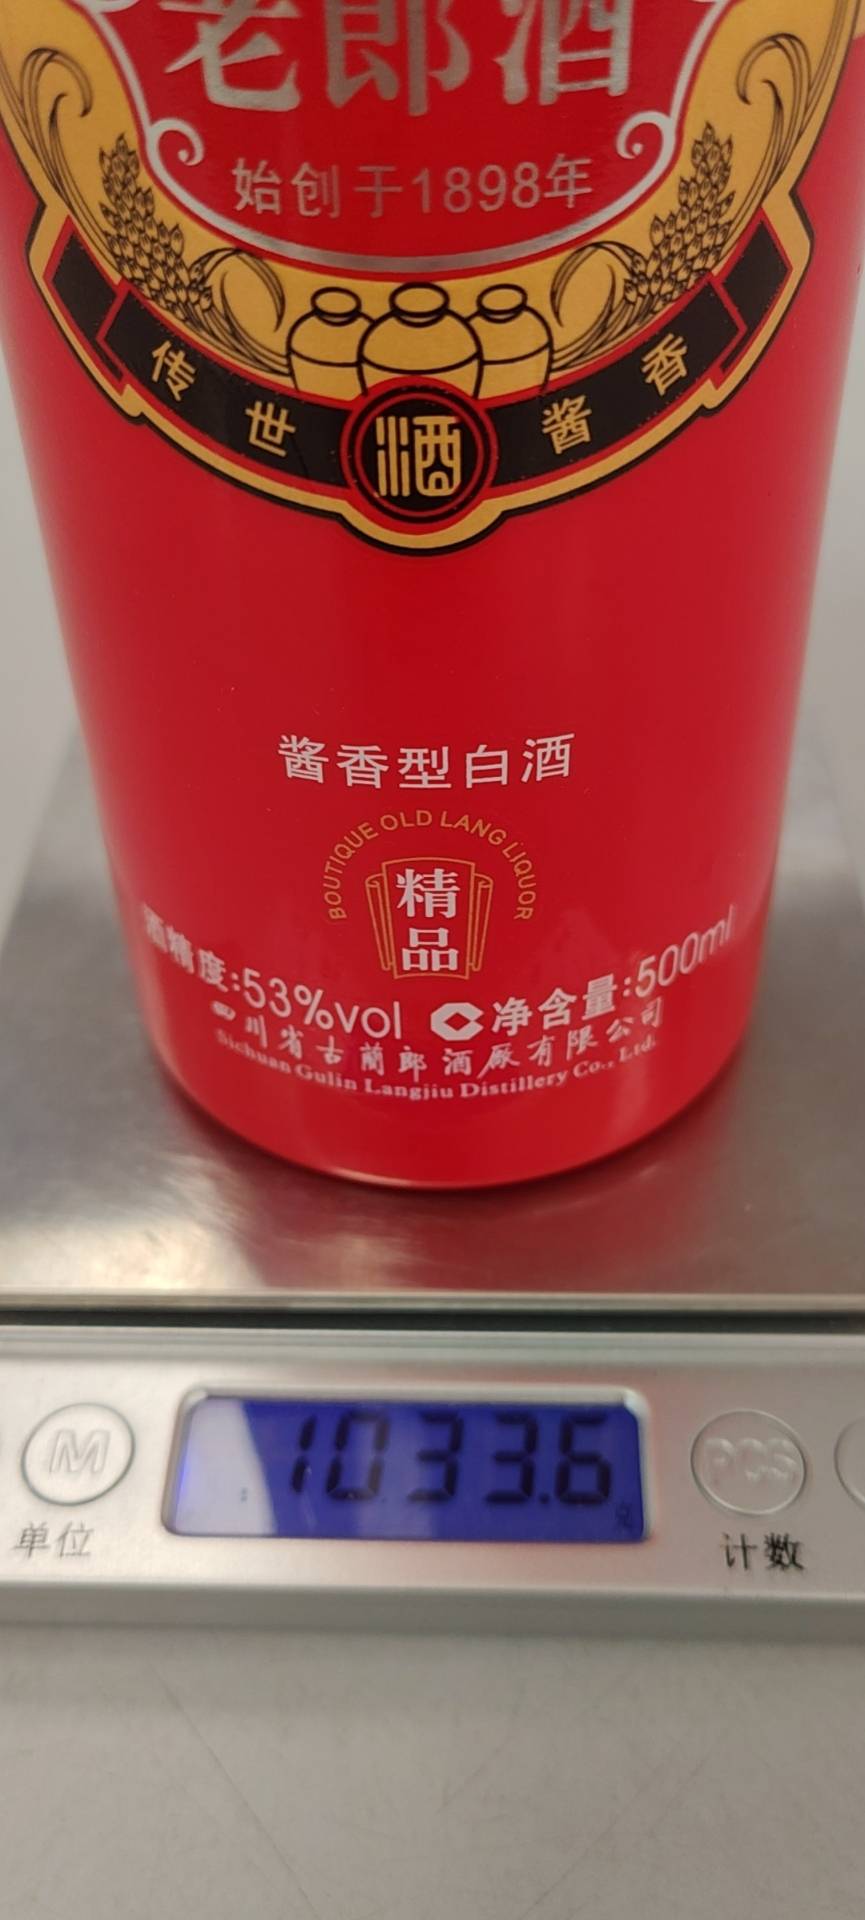 老郎酒
始创于1898年
传世酱香
酒
酱香型白酒
BOUTIQUE OLD LANG LIQUOR
精品
酒精度:53%vol 净含量:500ml
四川省古蔺郎酒厂有限公司
Sichuan Gulin Langjiu Distillery Co., Ltd.
1033.6
M
PCS
单位
计数